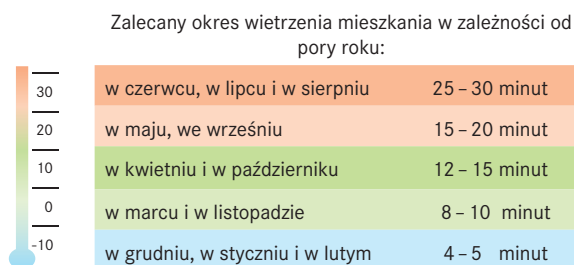 Zalecany okres wietrzenia mieszkania w zależności od
pory roku:
30
w czerwcu, w lipcu i w sierpniu 25 – 30 minut
20
w maju, we wrześniu 15 – 20 minut
10
w kwietniu i w październiku 12 – 15 minut
0
w marcu i w listopadzie 8 – 10 minut
-10
w grudniu, w styczniu i w lutym 4 – 5 minut